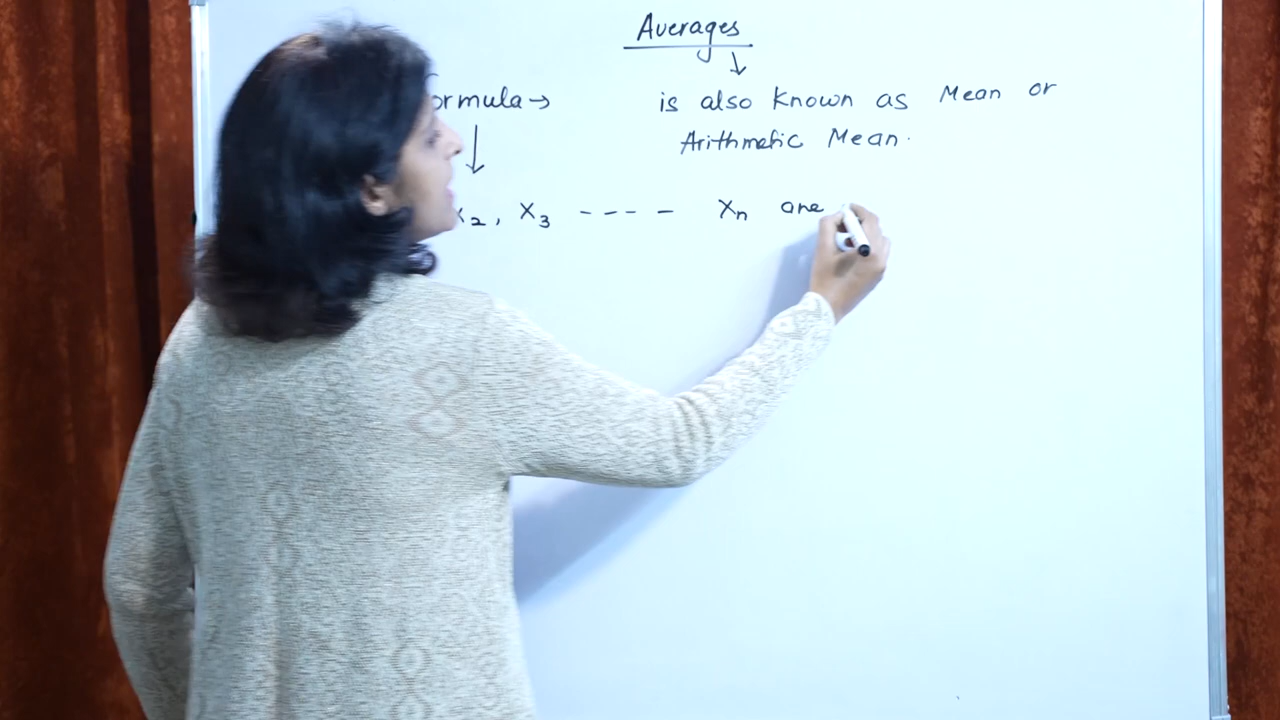 Averages
↓
ormula →
is also known as Mean or
Arithmetic Mean.
↓
x2, x3 ---- xn are